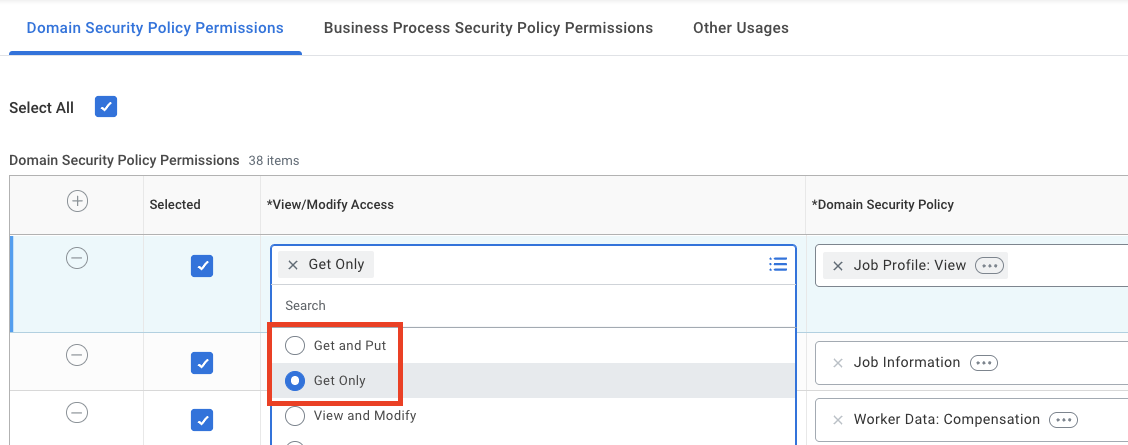 Domain Security Policy Permissions
Business Process Security Policy Permissions
Other Usages
Select All
Domain Security Policy Permissions 38 items
Selected
*View/Modify Access
*Domain Security Policy
Get Only
Job Profile: View
Search
Get and Put
Job Information
Get Only
View and Modify
Worker Data: Compensation